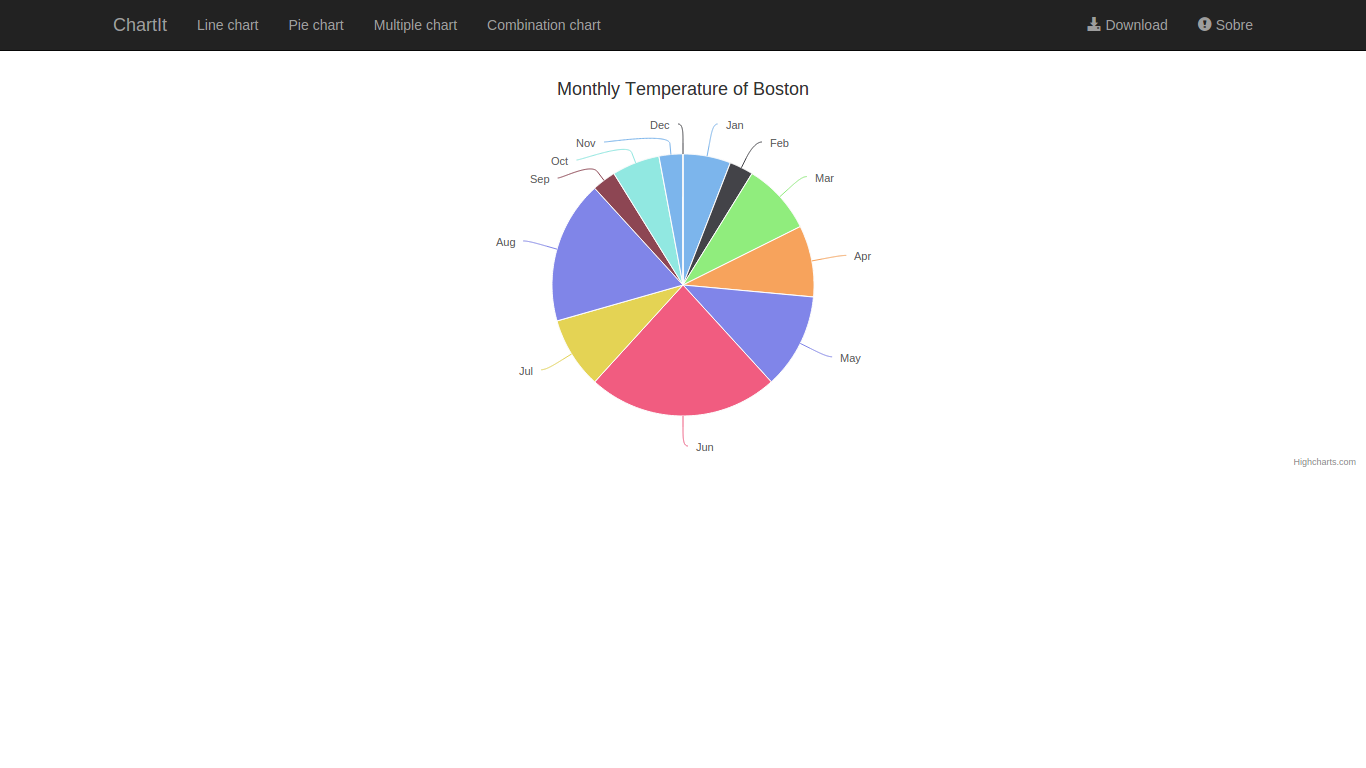 ChartIt Line chart Pie chart Multiple chart Combination chart Download Sobre
Monthly Temperature of Boston
Dec Jan
Nov Feb
Oct
Sep Mar
Aug Apr
May
Jul
Jun
Highcharts.com